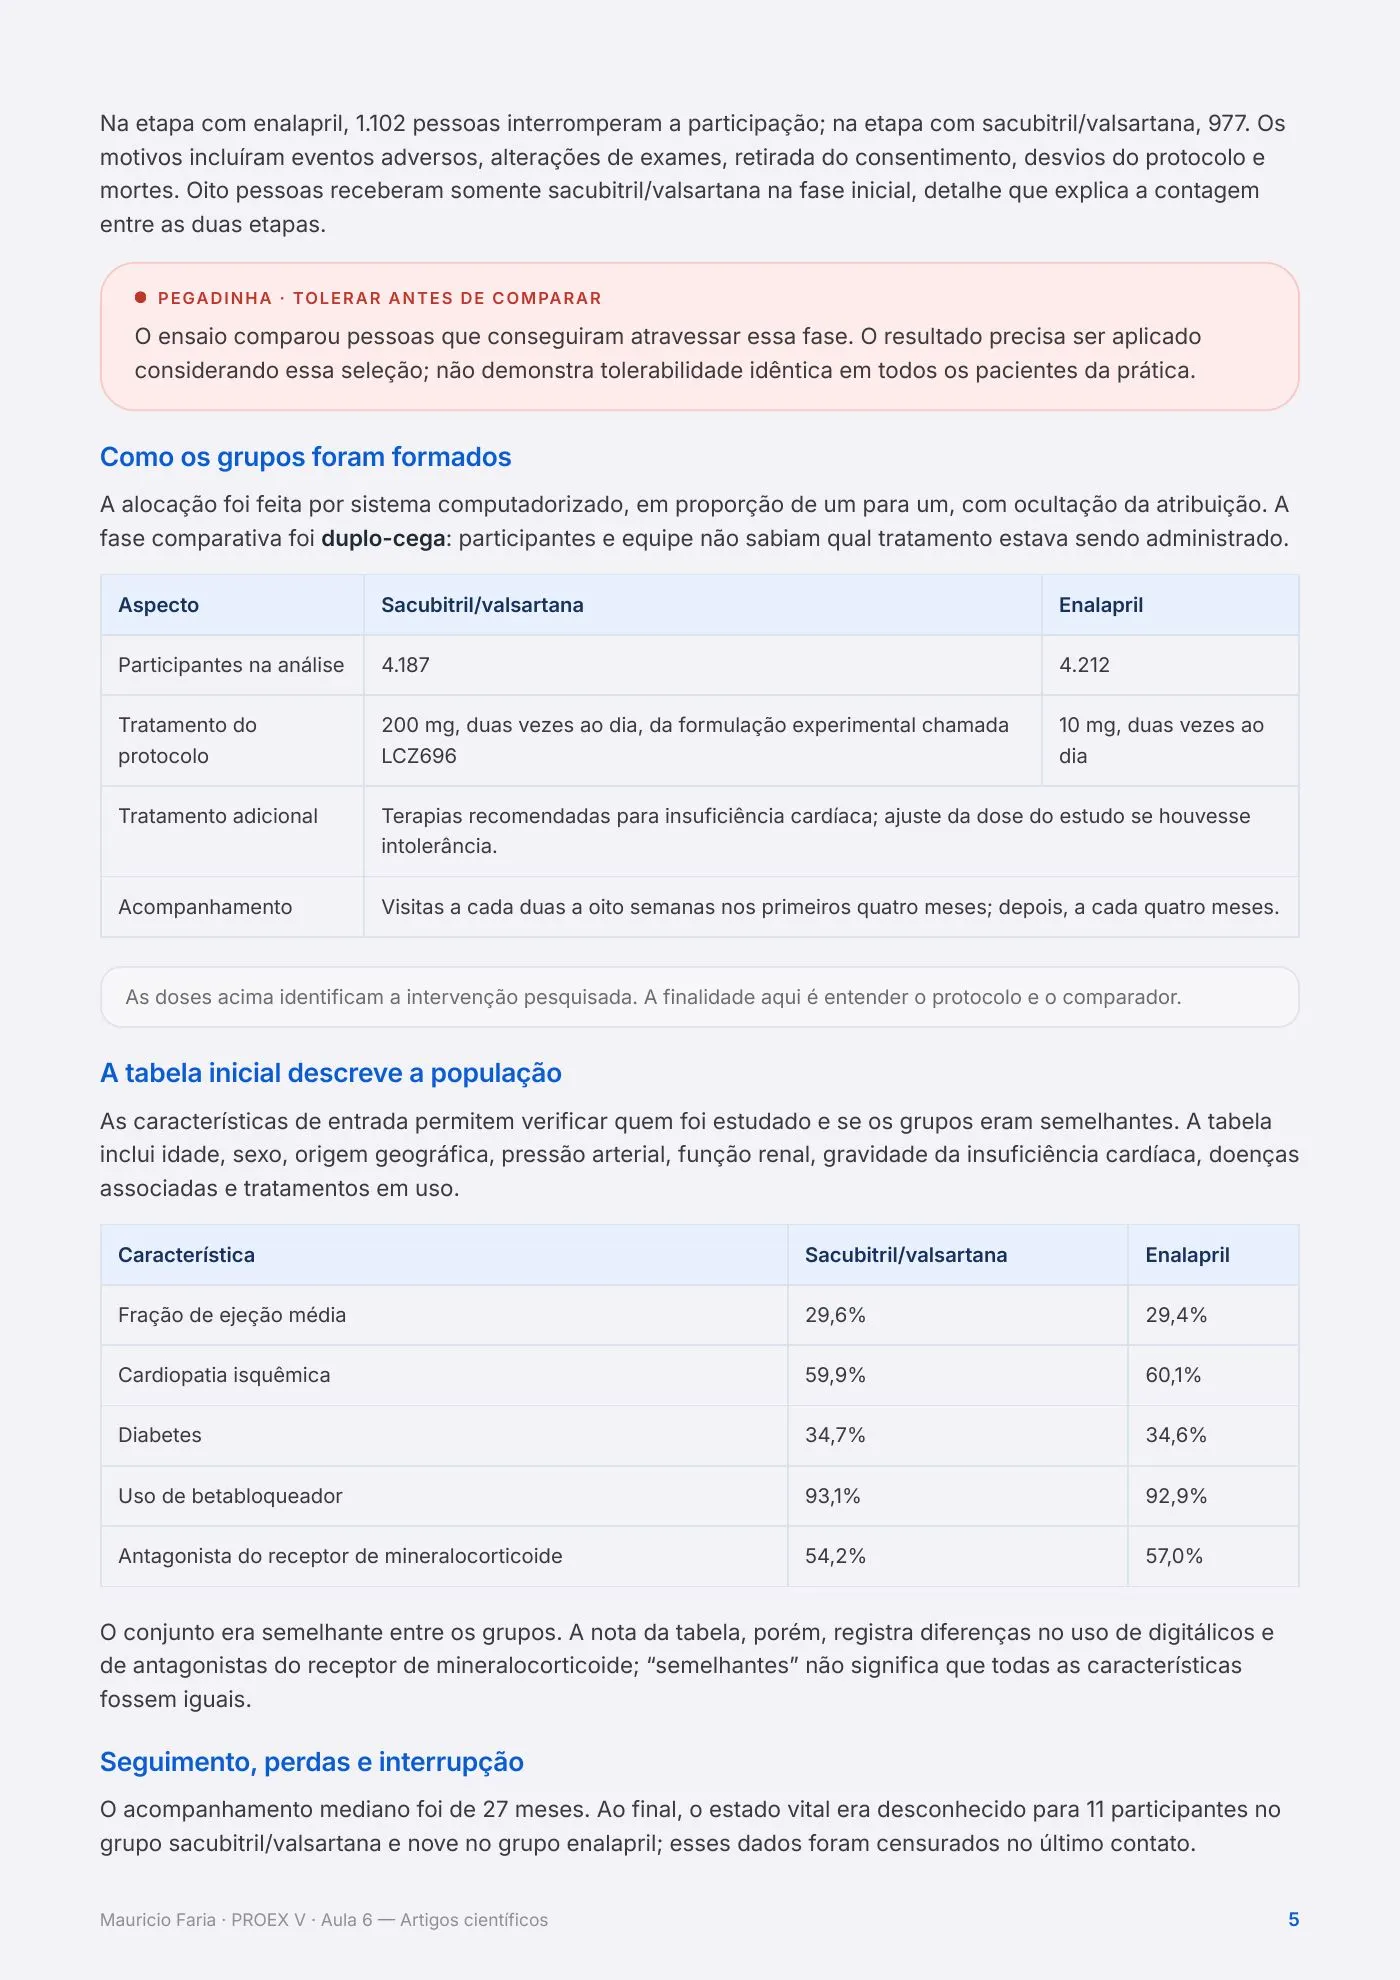 Na etapa com enalapril, 1.102 pessoas interromperam a participação; na etapa com sacubitril/valsartana, 977. Os
motivos incluíram eventos adversos, alterações de exames, retirada do consentimento, desvios do protocolo e
mortes. Oito pessoas receberam somente sacubitril/valsartana na fase inicial, detalhe que explica a contagem
entre as duas etapas.
PEGADINHA · TOLERAR ANTES DE COMPARAR
O ensaio comparou pessoas que conseguiram atravessar essa fase. O resultado precisa ser aplicado
considerando essa seleção; não demonstra tolerabilidade idêntica em todos os pacientes da prática.
Como os grupos foram formados
A alocação foi feita por sistema computadorizado, em proporção de um para um, com ocultação da atribuição. A
fase comparativa foi duplo-cega: participantes e equipe não sabiam qual tratamento estava sendo administrado.
Aspecto Sacubitril/valsartana Enalapril
Participantes na análise 4.187 4.212
Tratamento do 200 mg, duas vezes ao dia, da formulação experimental chamada 10 mg, duas vezes ao
protocolo LCZ696 dia
Tratamento adicional Terapias recomendadas para insuficiência cardíaca; ajuste da dose do estudo se houvesse
intolerância.
Acompanhamento Visitas a cada duas a oito semanas nos primeiros quatro meses; depois, a cada quatro meses.
As doses acima identificam a intervenção pesquisada. A finalidade aqui é entender o protocolo e o comparador.
A tabela inicial descreve a população
As características de entrada permitem verificar quem foi estudado e se os grupos eram semelhantes. A tabela
inclui idade, sexo, origem geográfica, pressão arterial, função renal, gravidade da insuficiência cardíaca, doenças
associadas e tratamentos em uso.
Característica Sacubitril/valsartana Enalapril
Fração de ejeção média 29,6% 29,4%
Cardiopatia isquêmica 59,9% 60,1%
Diabetes 34,7% 34,6%
Uso de betabloqueador 93,1% 92,9%
Antagonista do receptor de mineralocorticoide 54,2% 57,0%
O conjunto era semelhante entre os grupos. A nota da tabela, porém, registra diferenças no uso de digitálicos e
de antagonistas do receptor de mineralocorticoide; “semelhantes” não significa que todas as características
fossem iguais.
Seguimento, perdas e interrupção
O acompanhamento mediano foi de 27 meses. Ao final, o estado vital era desconhecido para 11 participantes no
grupo sacubitril/valsartana e nove no grupo enalapril; esses dados foram censurados no último contato.
Mauricio Faria · PROEX V · Aula 6 — Artigos científicos 5